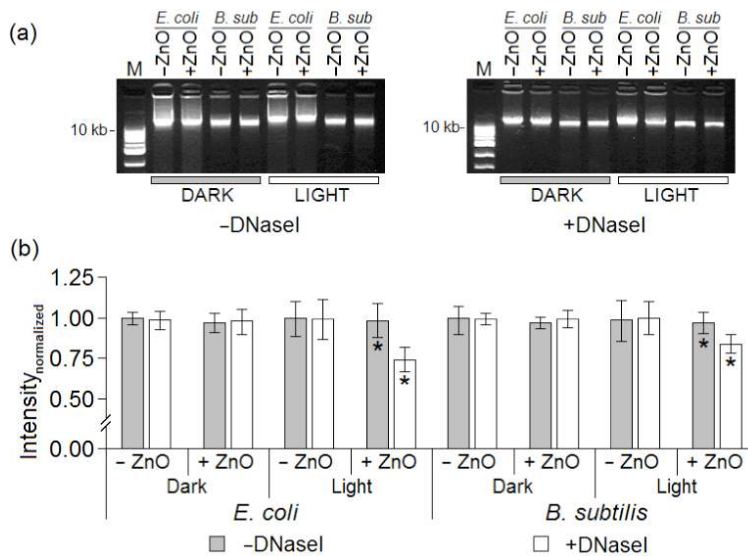 (a)
E. coli B. sub E. coli B. sub
M −ZnO +ZnO −ZnO +ZnO −ZnO +ZnO −ZnO +ZnO
10 kb-
DARK LIGHT
−DNaseI
E. coli B. sub E. coli B. sub
M −ZnO +ZnO −ZnO +ZnO −ZnO +ZnO −ZnO +ZnO
10 kb-
DARK LIGHT
+DNaseI
(b)
Intensity normalized
1.25
1.00
0.75
0.50
0.00
* * * *
− ZnO + ZnO − ZnO + ZnO − ZnO + ZnO − ZnO + ZnO
Dark Light Dark Light
E. coli B. subtilis
−DNaseI +DNaseI